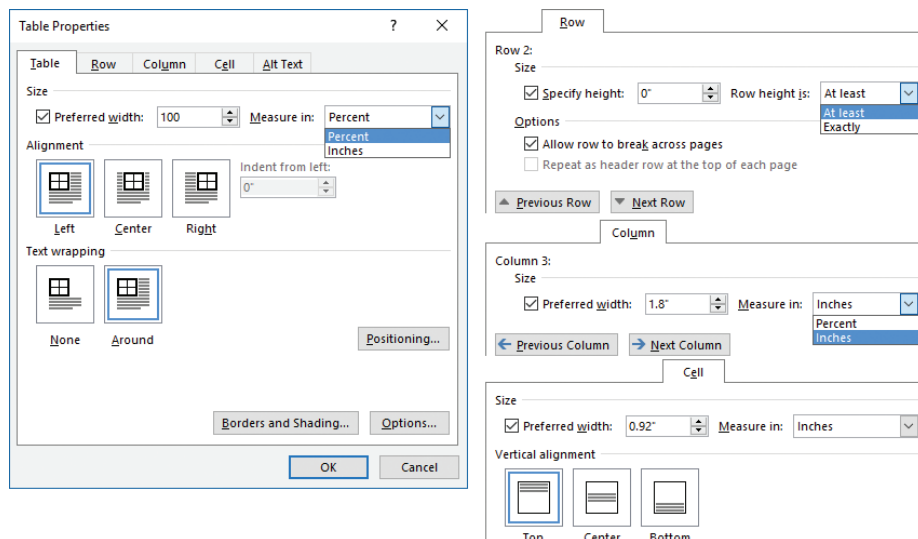 Table Properties ? ×
Table Row Column Cell Alt Text
Size
Preferred width: 100 Measure in: Percent
Percent
Inches
Alignment
Indent from left:
0"
Left Center Right
Text wrapping
None Around
Positioning...
Borders and Shading... Options...
OK Cancel
Row
Row 2:
Size
Specify height: 0" Row height is: At least
At least
Exactly
Options
Allow row to break across pages
Repeat as header row at the top of each page
Previous Row Next Row
Column
Column 3:
Size
Preferred width: 1.8" Measure in: Inches
Percent
Inches
Previous Column Next Column
Cell
Size
Preferred width: 0.92" Measure in: Inches
Vertical alignment
Top Center Bottom